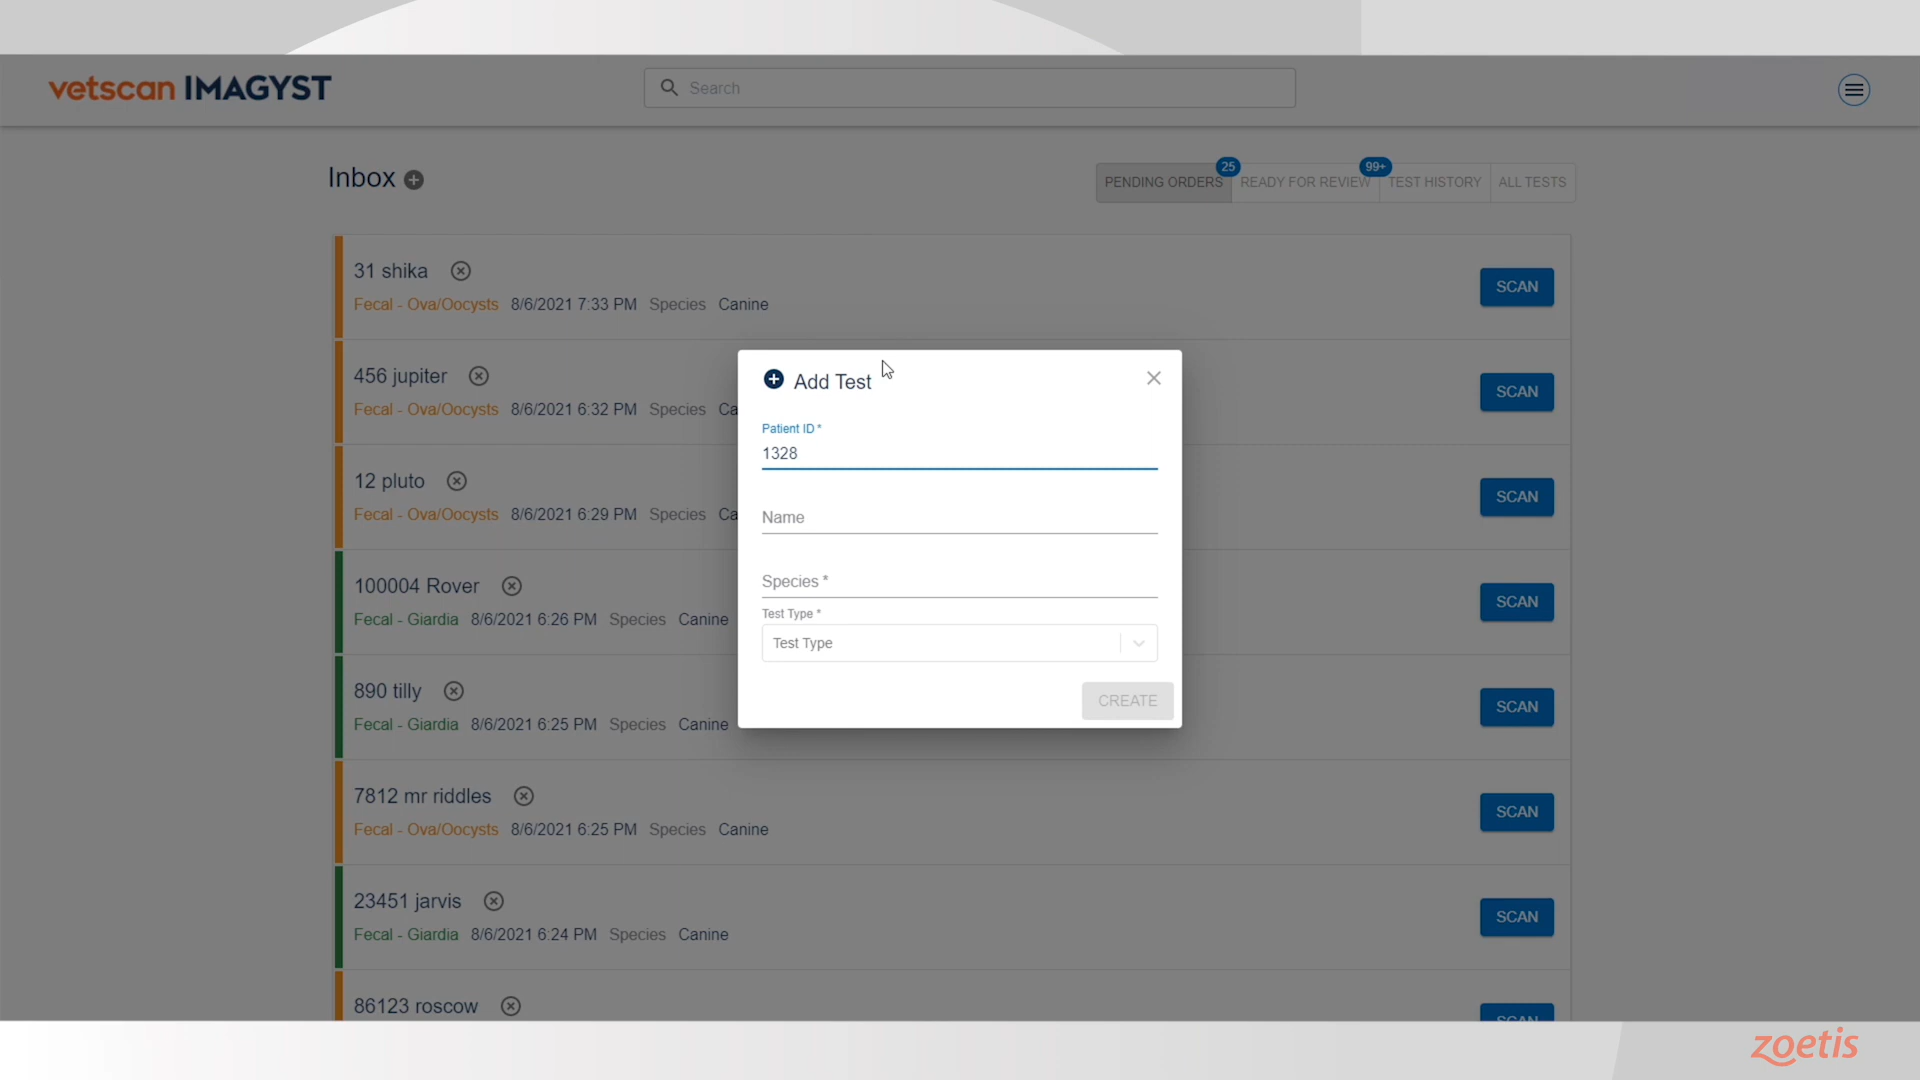 vetscan IMAGYST
Search
Inbox
25
99+
PENDING ORDERS
READY FOR REVIEW
TEST HISTORY
ALL TESTS
31 shika
Fecal - Ova/Oocysts 8/6/2021 7:33 PM Species Canine
SCAN
456 jupiter
Fecal - Ova/Oocysts 8/6/2021 6:32 PM Species Ca
SCAN
12 pluto
Fecal - Ova/Oocysts 8/6/2021 6:29 PM Species Ca
SCAN
100004 Rover
Fecal - Giardia 8/6/2021 6:26 PM Species Canine
SCAN
890 tilly
Fecal - Giardia 8/6/2021 6:25 PM Species Canine
SCAN
7812 mr riddles
Fecal - Ova/Oocysts 8/6/2021 6:25 PM Species Canine
SCAN
23451 jarvis
Fecal - Giardia 8/6/2021 6:24 PM Species Canine
SCAN
86123 roscow
SCAN
Add Test
Patient ID *
1328
Name
Species *
Test Type *
Test Type
CREATE
zoetis